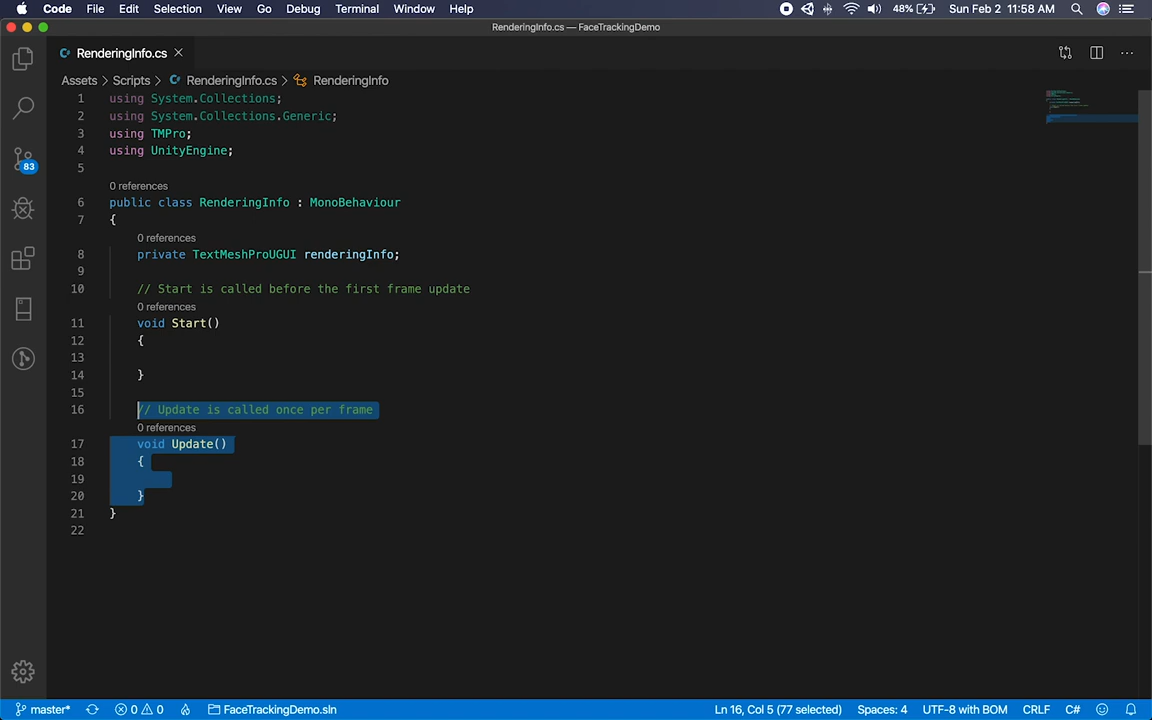 Code File Edit Selection View Go Debug Terminal Window Help 48% Sun Feb 2 11:58 AM
RenderingInfo.cs — FaceTrackingDemo
RenderingInfo.cs
Assets > Scripts > RenderingInfo.cs > RenderingInfo
1 using System.Collections;
2 using System.Collections.Generic;
3 using TMPro;
4 using UnityEngine;
5
0 references
6 public class RenderingInfo : MonoBehaviour
7 {
0 references
8 private TextMeshProUGUI renderingInfo;
9
10 // Start is called before the first frame update
0 references
11 void Start()
12 {
13
14 }
15
16 // Update is called once per frame
0 references
17 void Update()
18 {
19
20 }
21 }
22
83
master* 0 0 FaceTrackingDemo.sln Ln 16, Col 5 (77 selected) Spaces: 4 UTF-8 with BOM CRLF C#